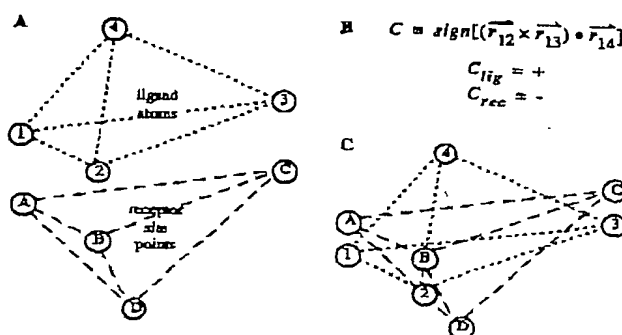 A
4
ligand
atoms
1
2
3
A
B
C
D
receptor
site
points
B C = sign[(r12 × r13) • r14]
Clig = +
Crec = -
C
4
A
C
1
B
3
2
D